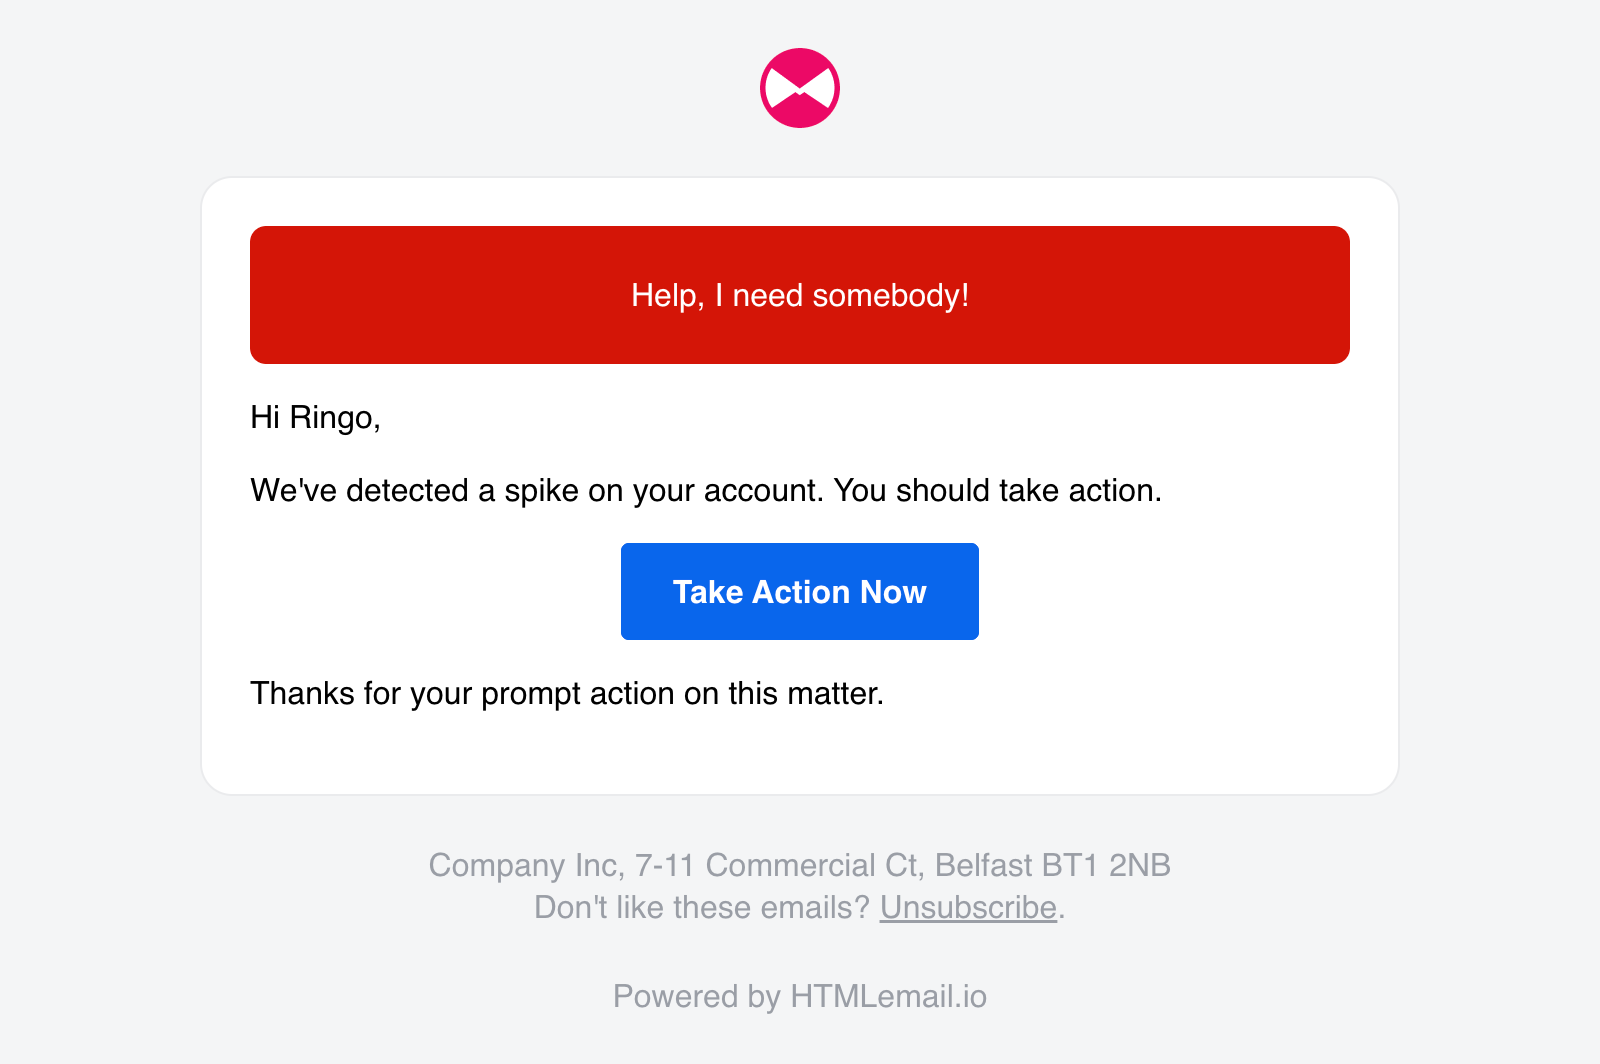 Help, I need somebody!
Hi Ringo,
We've detected a spike on your account. You should take action.
Take Action Now
Thanks for your prompt action on this matter.
Company Inc, 7-11 Commercial Ct, Belfast BT1 2NB
Don't like these emails? Unsubscribe.
Powered by HTMLemail.io